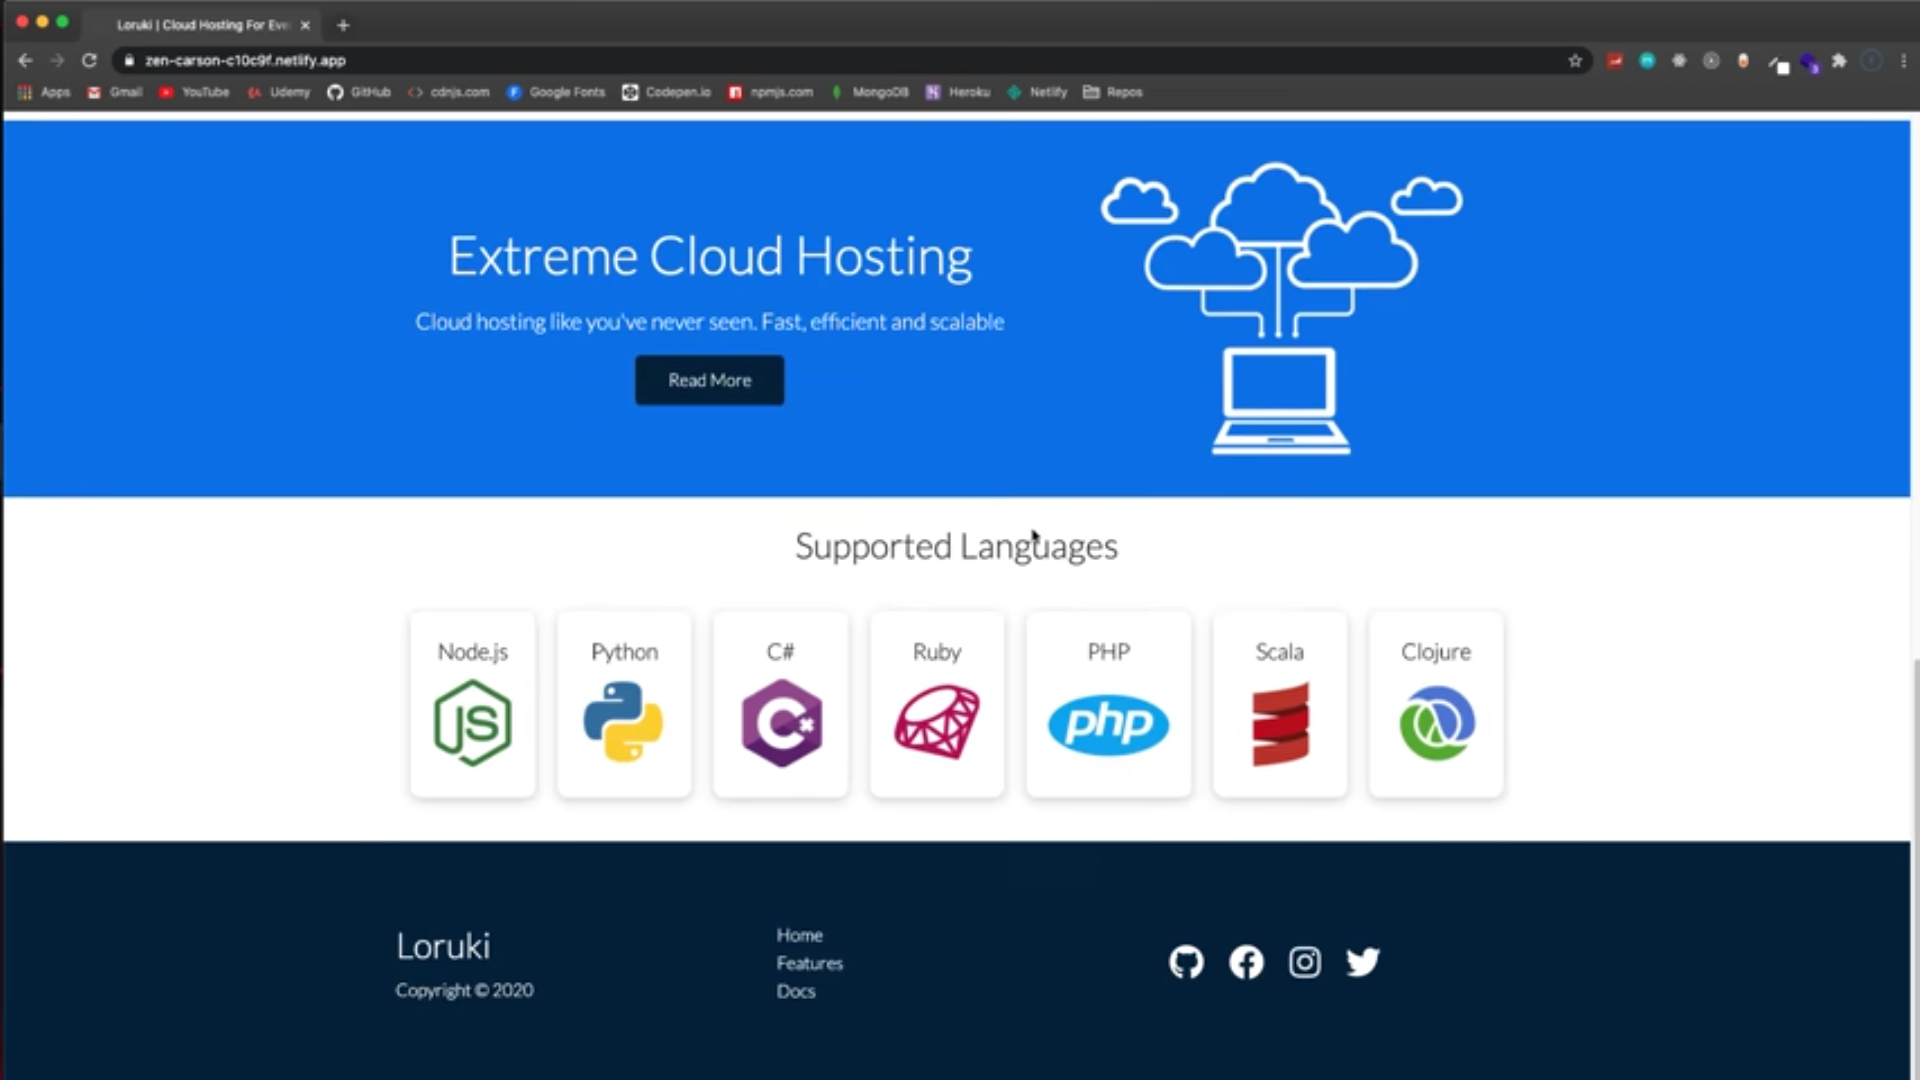 Loruki | Cloud Hosting For Eve
zen-carson-c10c9f.netlify.app
Apps Gmail YouTube Udemy GitHub cdnjs.com Google Fonts Codepen.io npmjs.com MongoDB Heroku Netlify Repos
Extreme Cloud Hosting
Cloud hosting like you've never seen. Fast, efficient and scalable
Read More
Supported Languages
Node.js Python C# Ruby PHP Scala Clojure
JS C php
Loruki
Copyright © 2020
Home
Features
Docs